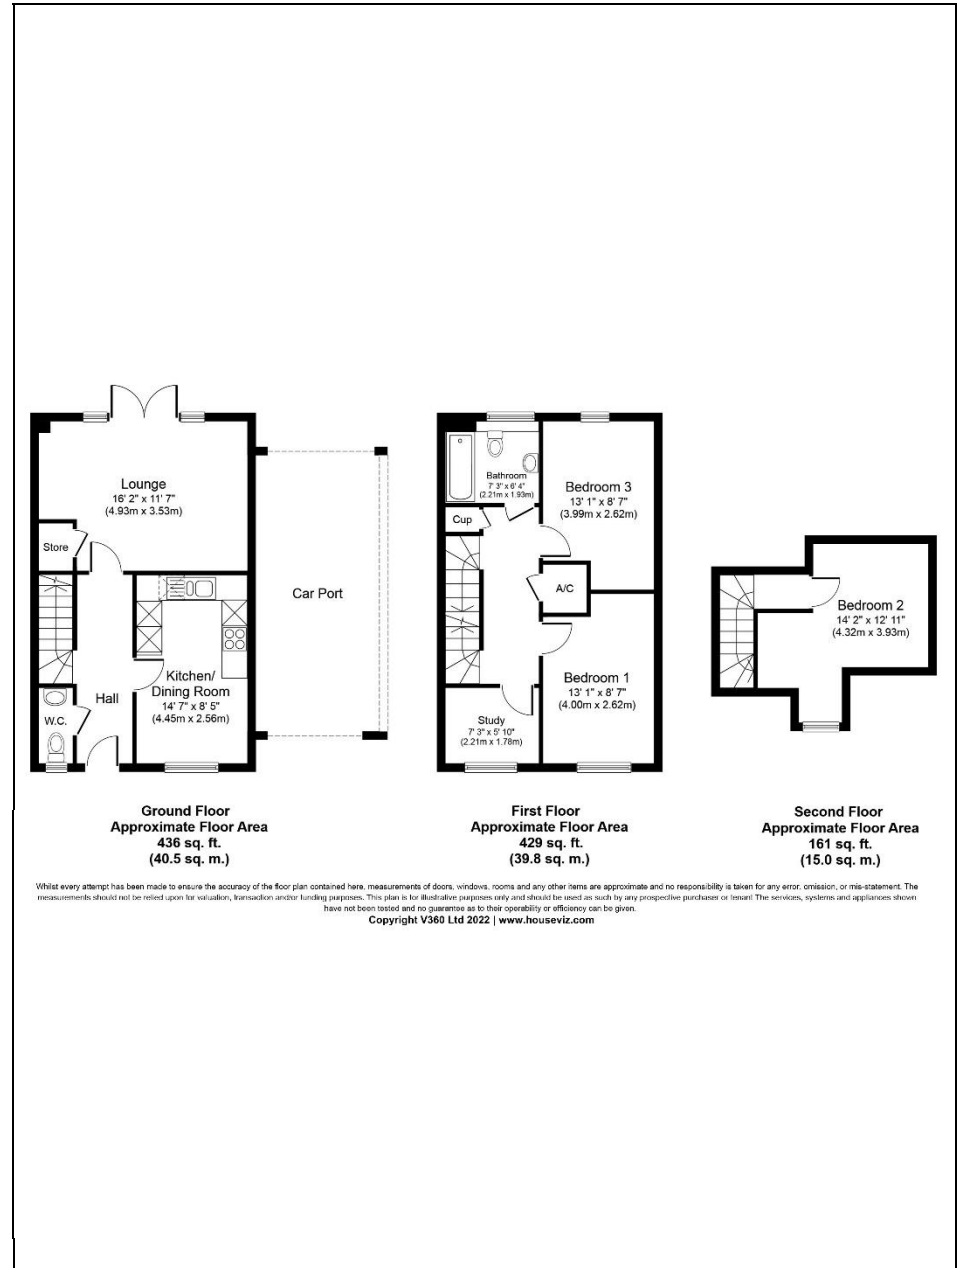 Lounge
16' 2" x 11' 7"
(4.93m x 3.53m)
Store
Kitchen/
Dining Room
14' 7" x 8' 5"
(4.45m x 2.56m)
Hall
W.C.
Car Port
Ground Floor
Approximate Floor Area
436 sq. ft.
(40.5 sq. m.)
Bathroom
7' 3" x 6' 4"
(2.21m x 1.93m)
Bedroom 3
13' 1" x 8' 7"
(3.99m x 2.62m)
Cup
A/C
Bedroom 1
13' 1" x 8' 7"
(4.00m x 2.62m)
Study
7' 3" x 5' 10"
(2.21m x 1.78m)
First Floor
Approximate Floor Area
429 sq. ft.
(39.8 sq. m.)
Bedroom 2
14' 2" x 12' 11"
(4.32m x 3.93m)
Second Floor
Approximate Floor Area
161 sq. ft.
(15.0 sq. m.)
Whilst every attempt has been made to ensure the accuracy of the floor plan contained here, measurements of doors, windows, rooms and any other items are approximate and no responsibility is taken for any error, omission, or mis-statement. The
measurements should not be relied upon for valuation, transaction and/or funding purposes. This plan is for illustrative purposes only and should be used as such by any prospective purchaser or tenant The services, systems and appliances shown
have not been tested and no guarantee as to their operability or efficiency can be given.
Copyright V360 Ltd 2022 | www.houseviz.com